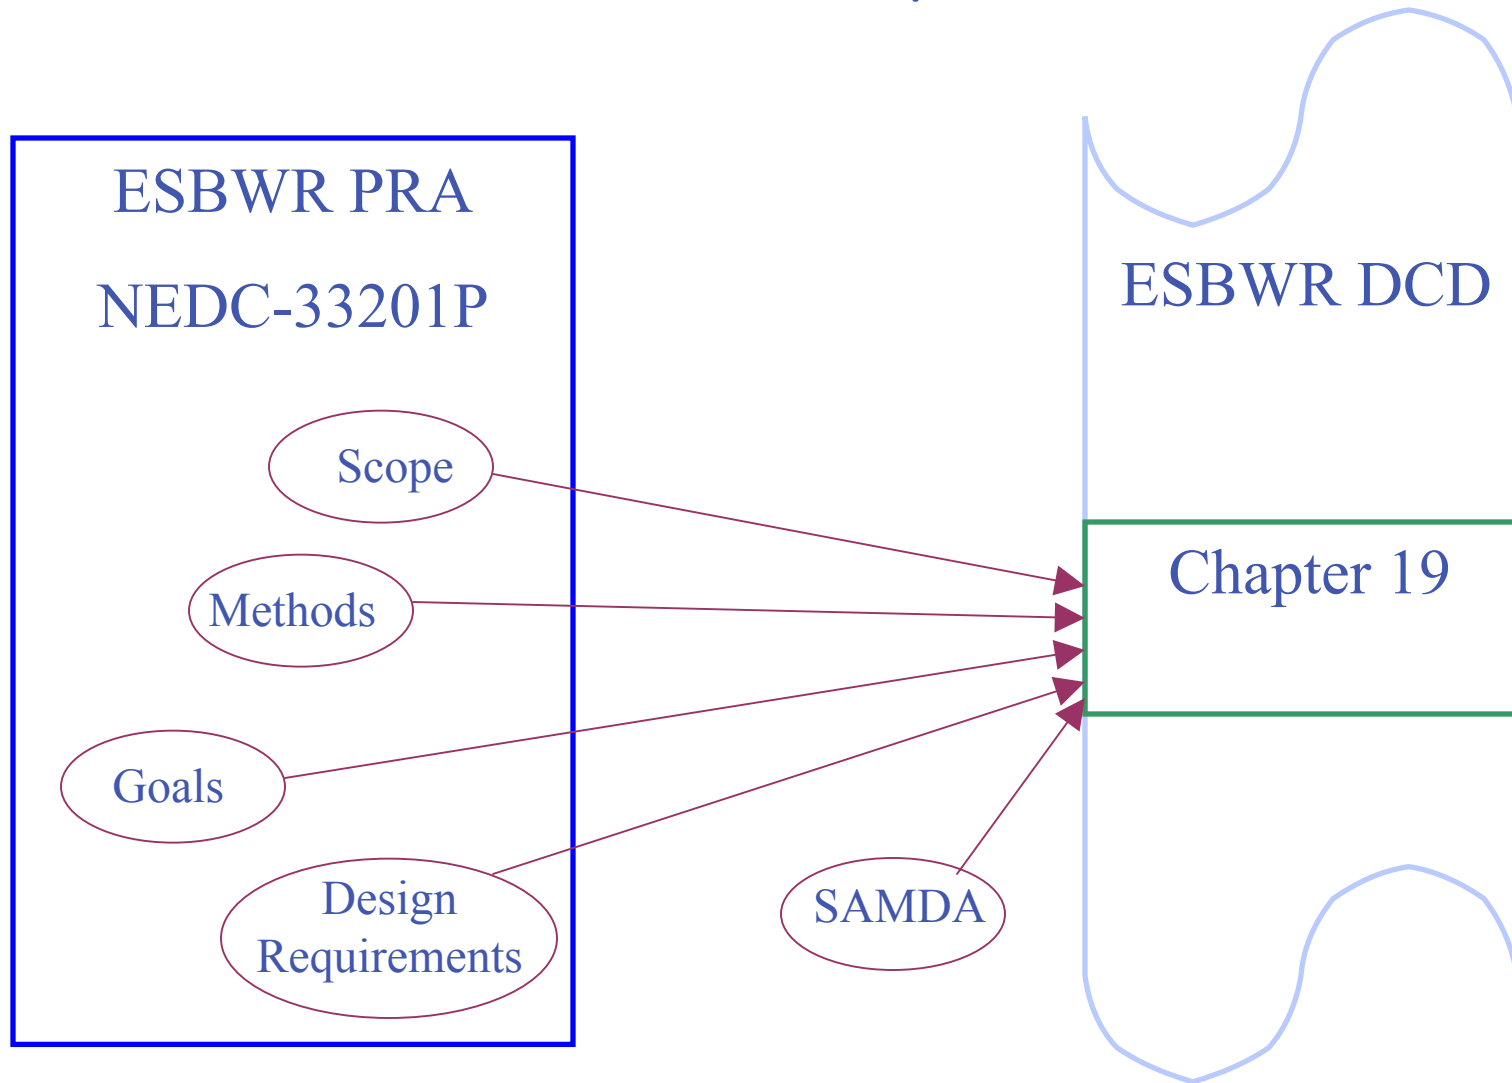 ESBWR PRA
NEDC-33201P
Scope
Methods
Goals
Design
Requirements
SAMDA
ESBWR DCD
Chapter 19